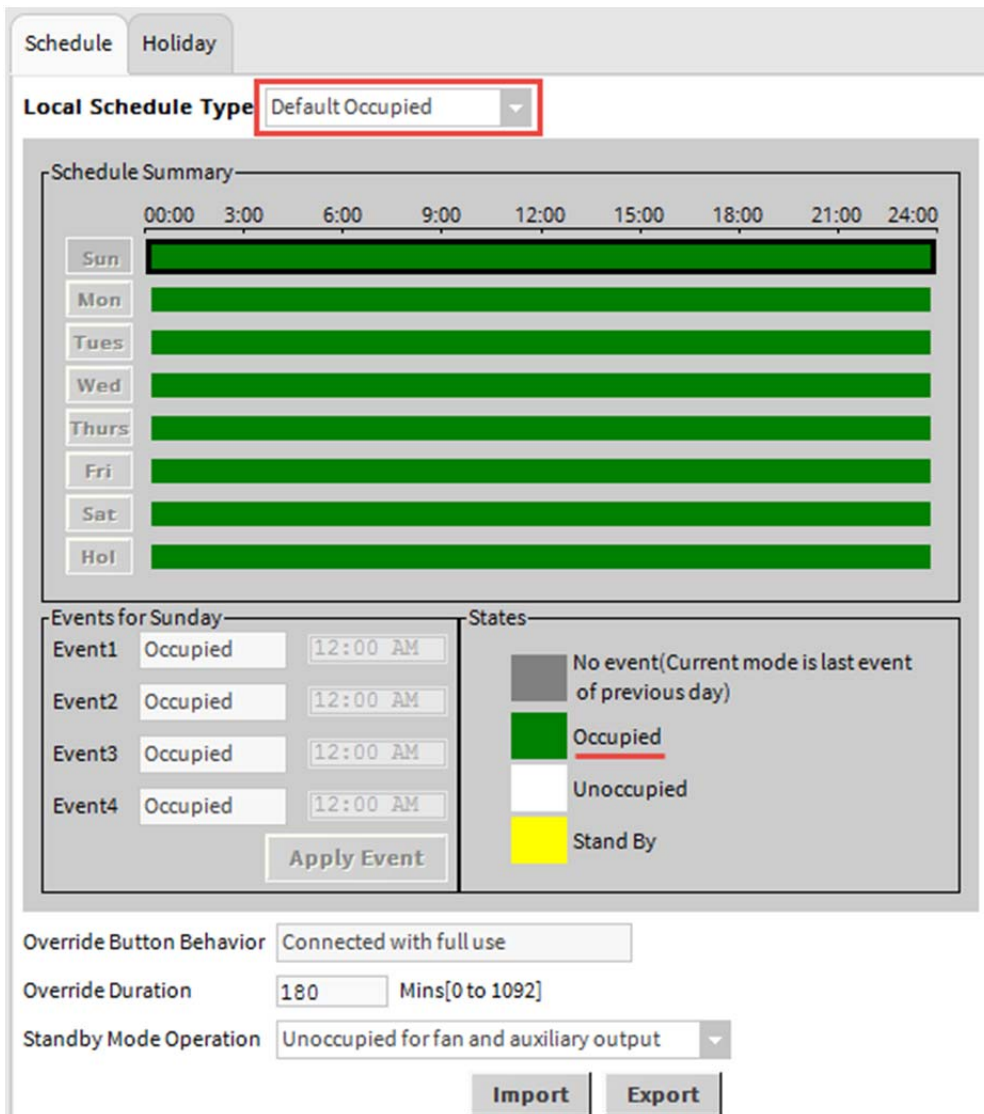 Schedule Holiday
Local Schedule Type Default Occupied
Schedule Summary
00:00 3:00 6:00 9:00 12:00 15:00 18:00 21:00 24:00
Sun
Mon
Tues
Wed
Thurs
Fri
Sat
Hol
Events for Sunday
Event1 Occupied 12:00 AM
Event2 Occupied 12:00 AM
Event3 Occupied 12:00 AM
Event4 Occupied 12:00 AM
Apply Event
States
No event(Current mode is last event
of previous day)
Occupied
Unoccupied
Stand By
Override Button Behavior Connected with full use
Override Duration 180 Mins[0 to 1092]
Standby Mode Operation Unoccupied for fan and auxiliary output
Import Export